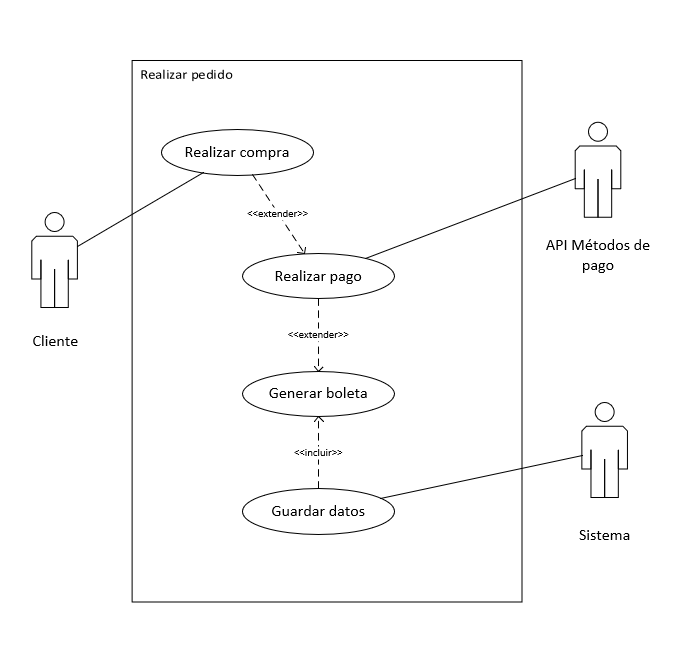 Realizar pedido
Realizar compra
<<extender>>
API Métodos de
pago
Realizar pago
Cliente
<<extender>>
Generar boleta
<<incluir>>
Guardar datos
Sistema